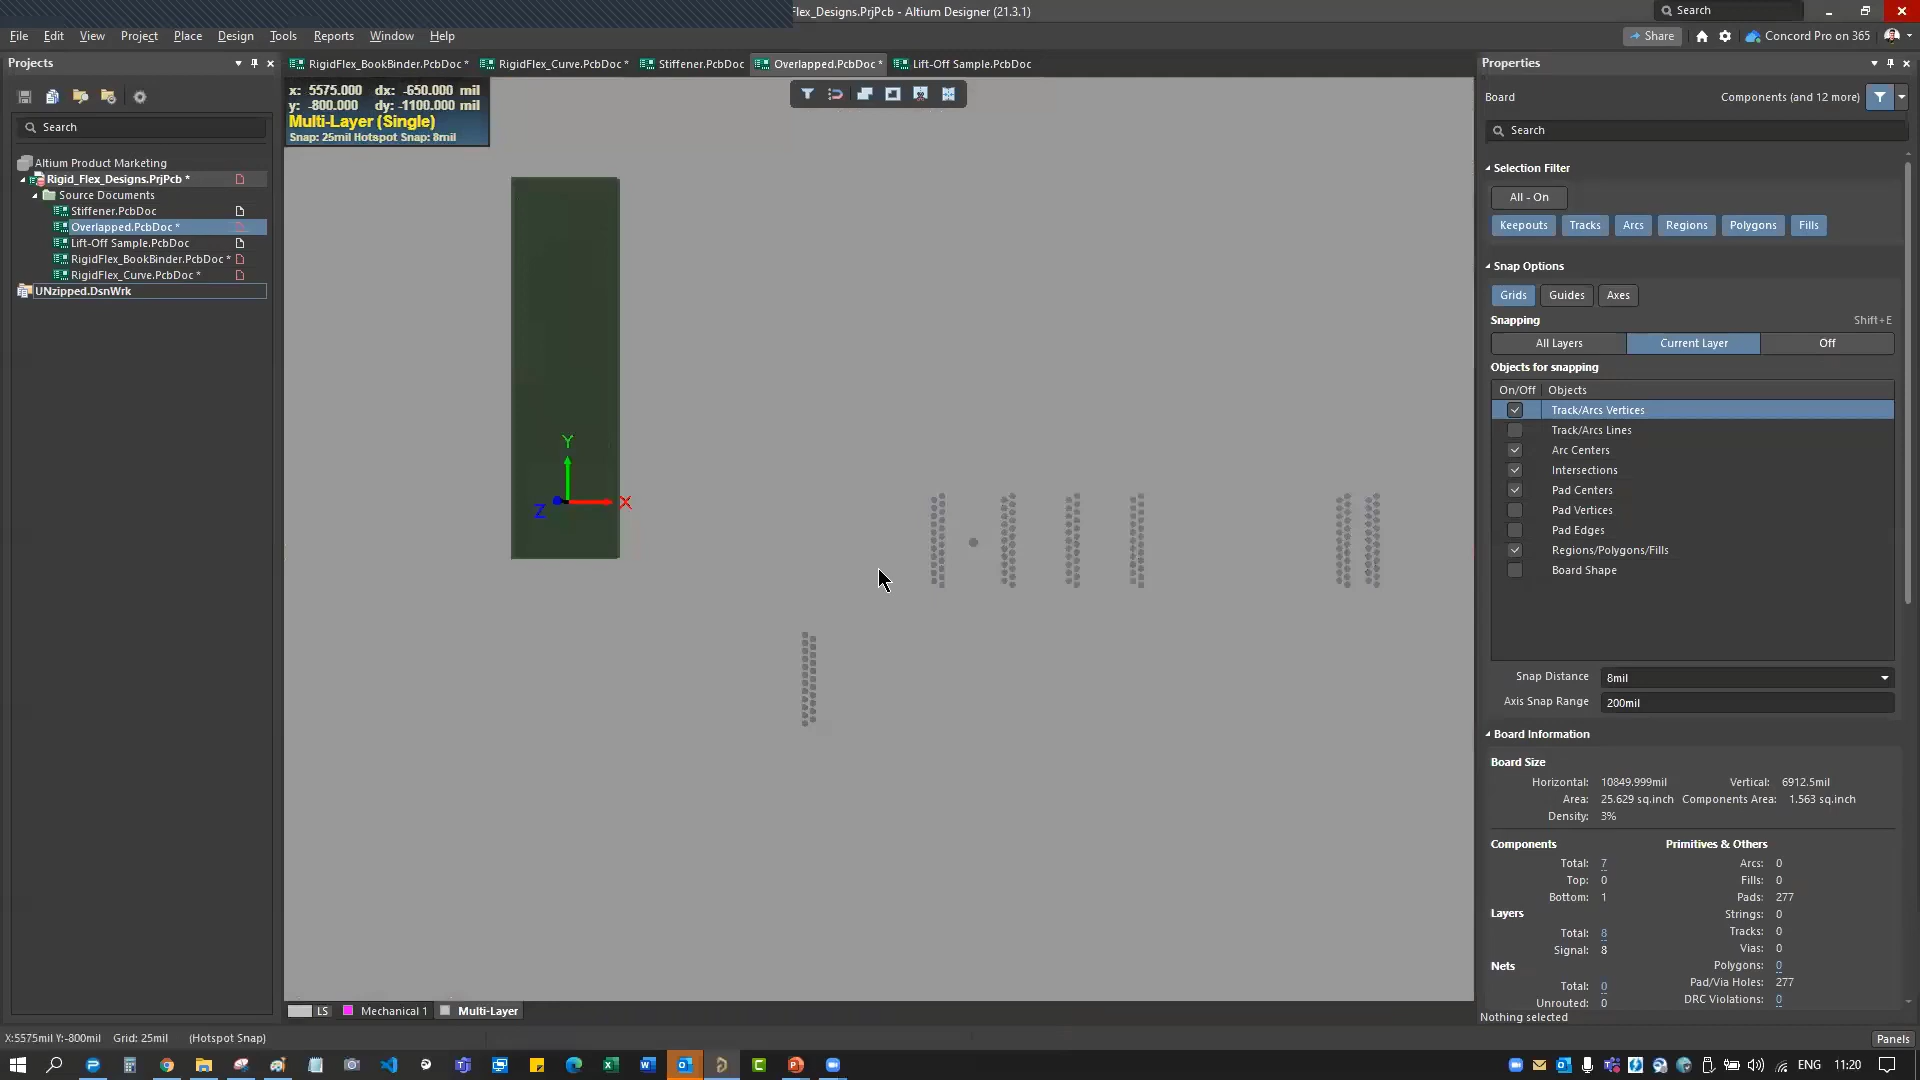 Flex_Designs.PrjPcb - Altium Designer (21.3.1)
Search
File Edit View Project Place Design Tools Reports Window Help
Share
Concord Pro on 365
Projects
RigidFlex_BookBinder.PcbDoc *
RigidFlex_Curve.PcbDoc *
Stiffener.PcbDoc
Overlapped.PcbDoc *
Lift-Off Sample.PcbDoc
Search
Altium Product Marketing
Rigid_Flex_Designs.PrjPcb *
Source Documents
Stiffener.PcbDoc
Overlapped.PcbDoc *
Lift-Off Sample.PcbDoc
RigidFlex_BookBinder.PcbDoc *
RigidFlex_Curve.PcbDoc *
UNzipped.DsnWrk
x: 5575.000 dx: -650.000 mil
y: -800.000 dy: -1100.000 mil
Multi-Layer (Single)
Snap: 25mil Hotspot Snap: 8mil
Y
Z
X
LS
Mechanical 1
Multi-Layer
Properties
Board
Components (and 12 more)
Search
Selection Filter
All - On
Keepouts Tracks Arcs Regions Polygons Fills
Snap Options
Grids Guides Axes
Snapping Shift+E
All Layers Current Layer Off
Objects for snapping
On/Off Objects
Track/Arcs Vertices
Track/Arcs Lines
Arc Centers
Intersections
Pad Centers
Pad Vertices
Pad Edges
Regions/Polygons/Fills
Board Shape
Snap Distance 8mil
Axis Snap Range 200mil
Board Information
Board Size
Horizontal: 10849.999mil Vertical: 6912.5mil
Area: 25.629 sq.inch Components Area: 1.563 sq.inch
Density: 3%
Components Primitives & Others
Total: 7 Arcs: 0
Top: 0 Fills: 0
Bottom: 1 Pads: 277
Layers Strings: 0
Total: 8 Tracks: 0
Signal: 8 Vias: 0
Nets Polygons: 0
Total: 0 Pad/Via Holes: 277
Unrouted: 0 DRC Violations: 0
Nothing selected
X:5575mil Y:-800mil Grid: 25mil (Hotspot Snap)
Panels
ENG 11:20